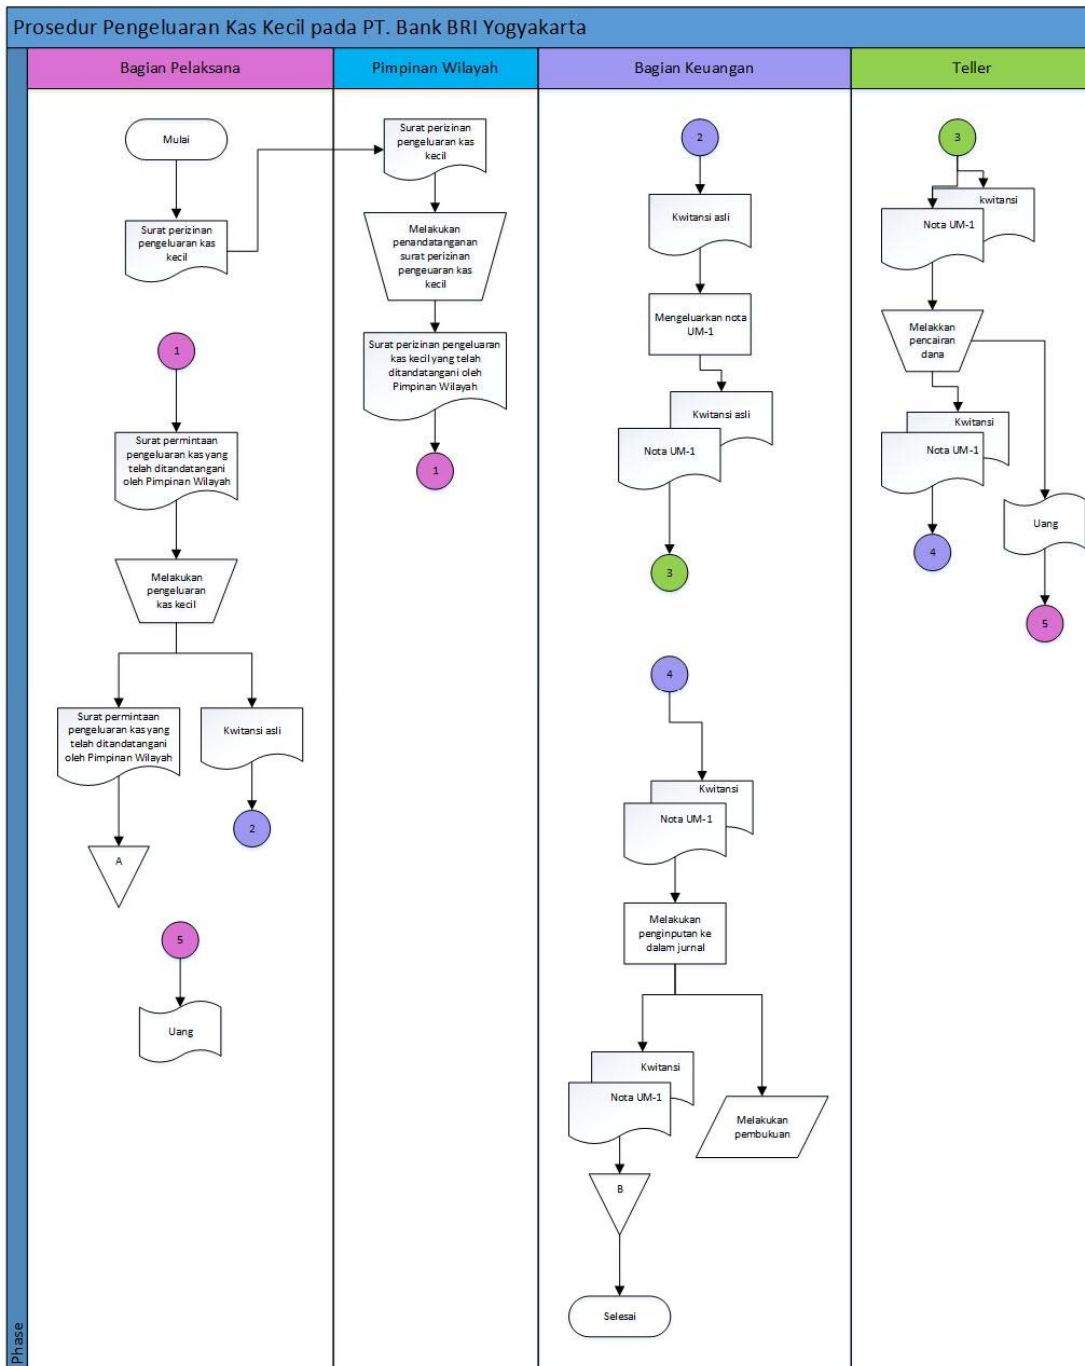 Prosedur Pengeluaran Kas Kecil pada PT. Bank BRI Yogyakarta
Phase
Bagian Pelaksana
Pimpinan Wilayah
Bagian Keuangan
Teller
Mulai
Surat perizinan
pengeluaran kas
kecil
1
Surat permintaan
pengeluaran kas yang
telah ditandatangani
oleh Pimpinan Wilayah
Melakukan
pengeluaran
kas kecil
Surat permintaan
pengeluaran kas yang
telah ditandatangani
oleh Pimpinan Wilayah
Kwitansi asli
2
A
5
Uang
Surat perizinan
pengeluaran kas
kecil
Melakukan
penandatanganan
surat perizinan
pengeuaran kas
kecil
Surat perizinan pengeluaran
kas kecil yang telah
ditandatangani oleh
Pimpinan Wilayah
1
2
Kwitansi asli
Mengeluarkan nota
UM-1
Kwitansi asli
Nota UM-1
3
4
Kwitansi
Nota UM-1
Melakukan
penginputan ke
dalam jurnal
Kwitansi
Nota UM-1
Melakukan
pembukuan
B
Selesai
3
kwitansi
Nota UM-1
Melakkan
pencairan
dana
Kwitansi
Nota UM-1
Uang
4
5